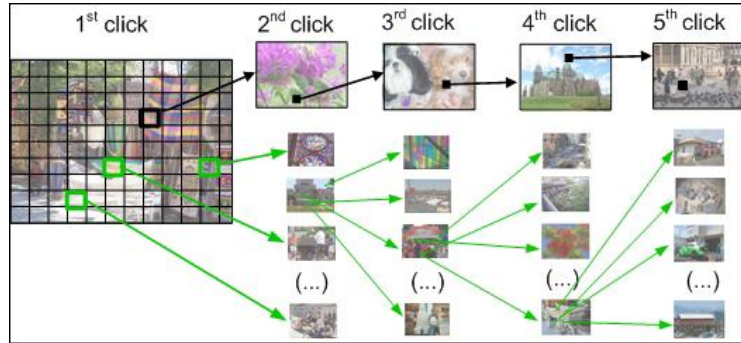 1st click
2nd click
3rd click
4th click
5th click
(...)
(...)
(...)
(...)